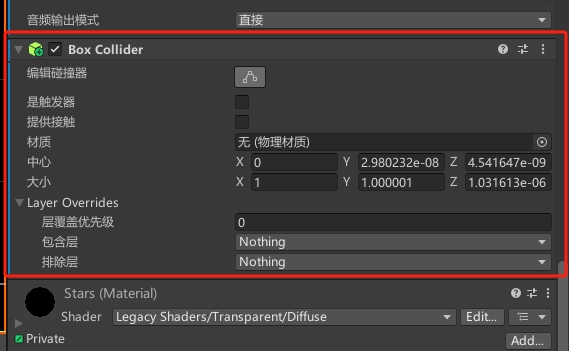 音频输出模式 直接
Box Collider
编辑碰撞器
是触发器
提供接触
材质 无 (物理材质)
中心 X 0 Y 2.980232e-08 Z 4.541647e-09
大小 X 1 Y 1.000001 Z 1.031613e-06
Layer Overrides
层覆盖优先级 0
包含层 Nothing
排除层 Nothing
Stars (Material)
Shader Legacy Shaders/Transparent/Diffuse Edit...
Private Add...